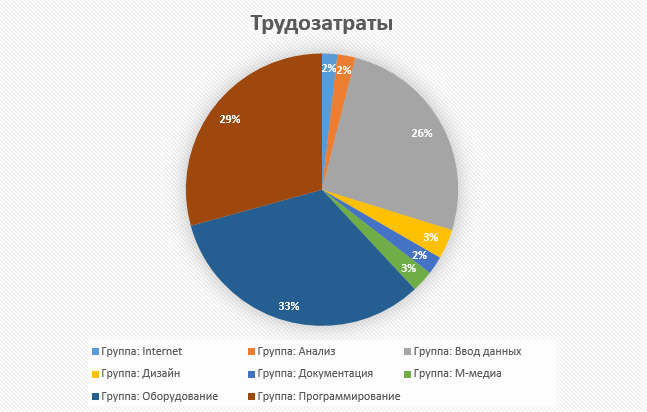 Трудозатраты
2%
2%
26%
3%
2%
3%
33%
29%
Группа: Internet
Группа: Анализ
Группа: Ввод данных
Группа: Дизайн
Группа: Документация
Группа: М-медиа
Группа: Оборудование
Группа: Программирование